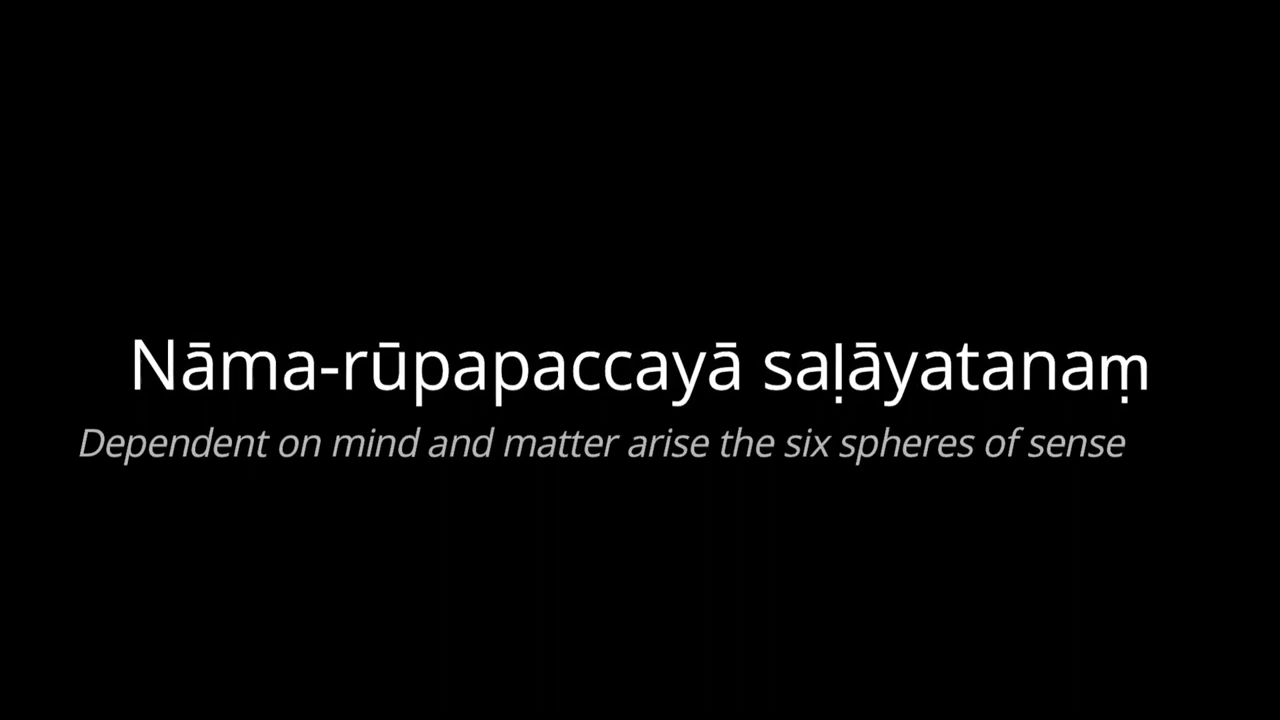 Nāma-rūpapaccayā saḷāyatanaṃ
Dependent on mind and matter arise the six spheres of sense